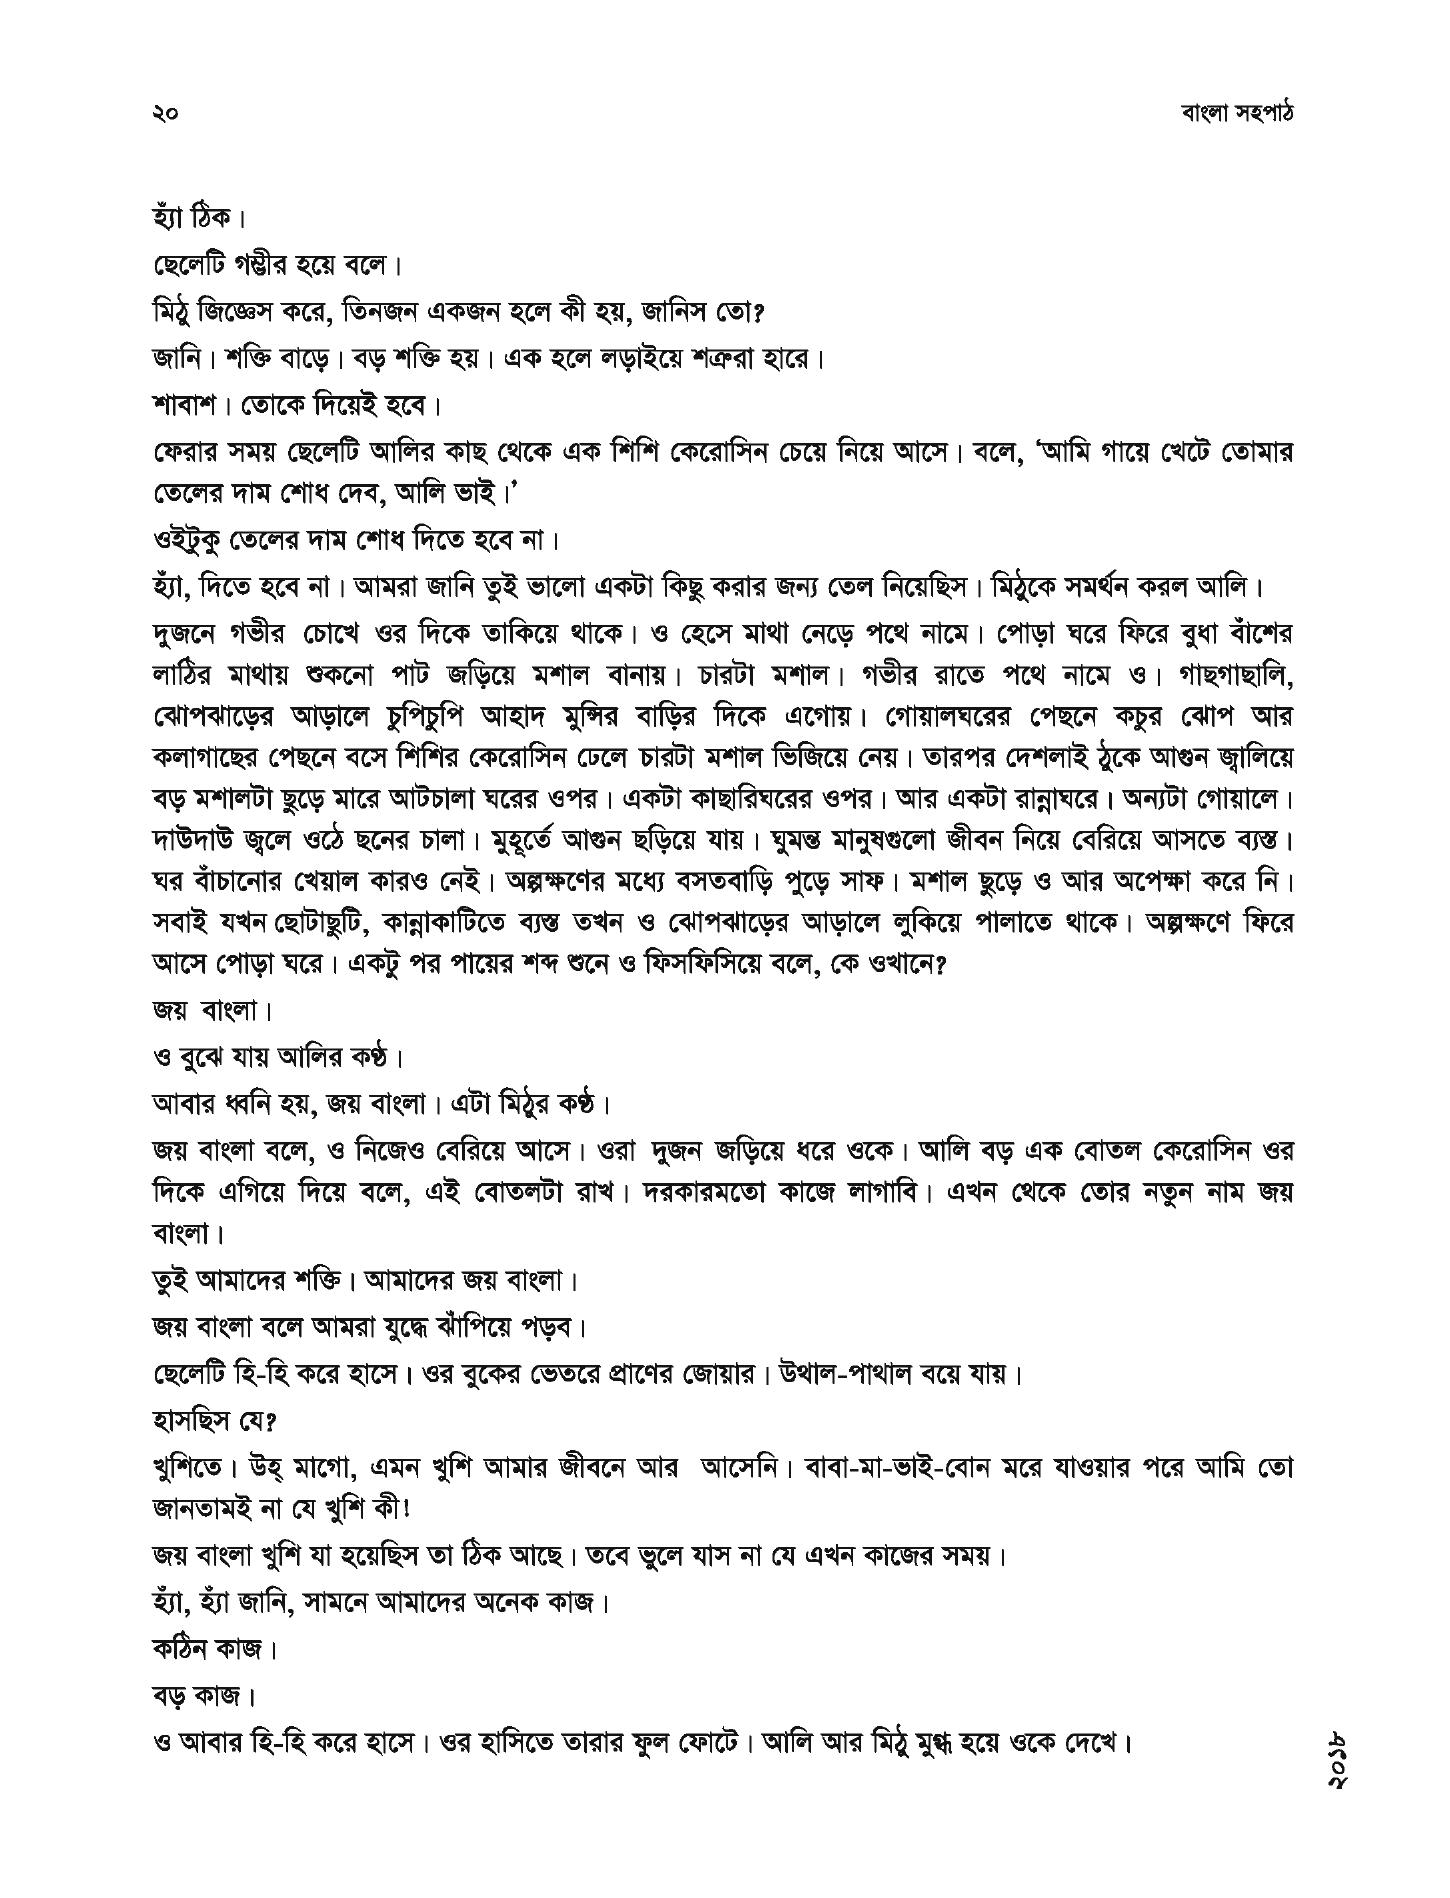 ২০
বাংলা সহপাঠ
হ্যাঁ ঠিক।
ছেলেটি গম্ভীর হয়ে বলে।
মিঠু জিজ্ঞেস করে, তিনজন একজন হলে কী হয়, জানিস তো?
জানি। শক্তি বাড়ে। বড় শক্তি হয়। এক হলে লড়াইয়ে শত্রুরা হারে।
শাবাশ। তোকে দিয়েই হবে।
ফেরার সময় ছেলেটি আলির কাছ থেকে এক শিশি কেরোসিন চেয়ে নিয়ে আসে। বলে, ‘আমি গায়ে খেটে তোমার
তেলের দাম শোধ দেব, আলি ভাই।’
ওইটুকু তেলের দাম শোধ দিতে হবে না।
হ্যাঁ, দিতে হবে না। আমরা জানি তুই ভালো একটা কিছু করার জন্য তেল নিয়েছিস। মিঠুকে সমর্থন করল আলি।
দুজনে গভীর চোখে ওর দিকে তাকিয়ে থাকে। ও হেসে মাথা নেড়ে পথে নামে। পোড়া ঘরে ফিরে বুধা বাঁশের
লাঠির মাথায় শুকনো পাট জড়িয়ে মশাল বানায়। চারটা মশাল। গভীর রাতে পথে নামে ও। গাছগাছালি,
ঝোপঝাড়ের আড়ালে চুপিচুপি আহাদ মুন্সির বাড়ির দিকে এগোয়। গোয়ালঘরের পেছনে কচুর ঝোপ আর
কলাগাছের পেছনে বসে শিশির কেরোসিন ঢেলে চারটা মশাল ভিজিয়ে নেয়। তারপর দেশলাই ঠুকে আগুন জ্বালিয়ে
বড় মশালটা ছুড়ে মারে আটচালা ঘরের ওপর। একটা কাছারিঘরের ওপর। আর একটা রান্নাঘরে। অন্যটা গোয়ালে।
দাউদাউ জ্বলে ওঠে ছনের চালা। মুহূর্তে আগুন ছড়িয়ে যায়। ঘুমন্ত মানুষগুলো জীবন নিয়ে বেরিয়ে আসতে ব্যস্ত।
ঘর বাঁচানোর খেয়াল কারও নেই। অল্পক্ষণের মধ্যে বসতবাড়ি পুড়ে সাফ। মশাল ছুড়ে ও আর অপেক্ষা করে নি।
সবাই যখন ছোটাছুটি, কান্নাকাটিতে ব্যস্ত তখন ও ঝোপঝাড়ের আড়ালে লুকিয়ে পালাতে থাকে। অল্পক্ষণে ফিরে
আসে পোড়া ঘরে। একটু পর পায়ের শব্দ শুনে ও ফিসফিসিয়ে বলে, কে ওখানে?
জয় বাংলা।
ও বুঝে যায় আলির কণ্ঠ।
আবার ধ্বনি হয়, জয় বাংলা। এটা মিঠুর কণ্ঠ।
জয় বাংলা বলে, ও নিজেও বেরিয়ে আসে। ওরা দুজন জড়িয়ে ধরে ওকে। আলি বড় এক বোতল কেরোসিন ওর
দিকে এগিয়ে দিয়ে বলে, এই বোতলটা রাখ। দরকারমতো কাজে লাগাবি। এখন থেকে তোর নতুন নাম জয়
বাংলা।
তুই আমাদের শক্তি। আমাদের জয় বাংলা।
জয় বাংলা বলে আমরা যুদ্ধে ঝাঁপিয়ে পড়ব।
ছেলেটি হি-হি করে হাসে। ওর বুকের ভেতরে প্রাণের জোয়ার। উথাল-পাথাল বয়ে যায়।
হাসছিস যে?
খুশিতে। উহ্ মাগো, এমন খুশি আমার জীবনে আর আসেনি। বাবা-মা-ভাই-বোন মরে যাওয়ার পরে আমি তো
জানতামই না যে খুশি কী!
জয় বাংলা খুশি যা হয়েছিস তা ঠিক আছে। তবে ভুলে যাস না যে এখন কাজের সময়।
হ্যাঁ, হ্যাঁ জানি, সামনে আমাদের অনেক কাজ।
কঠিন কাজ।
বড় কাজ।
ও আবার হি-হি করে হাসে। ওর হাসিতে তারার ফুল ফোটে। আলি আর মিঠু মুগ্ধ হয়ে ওকে দেখে।
২০১৮